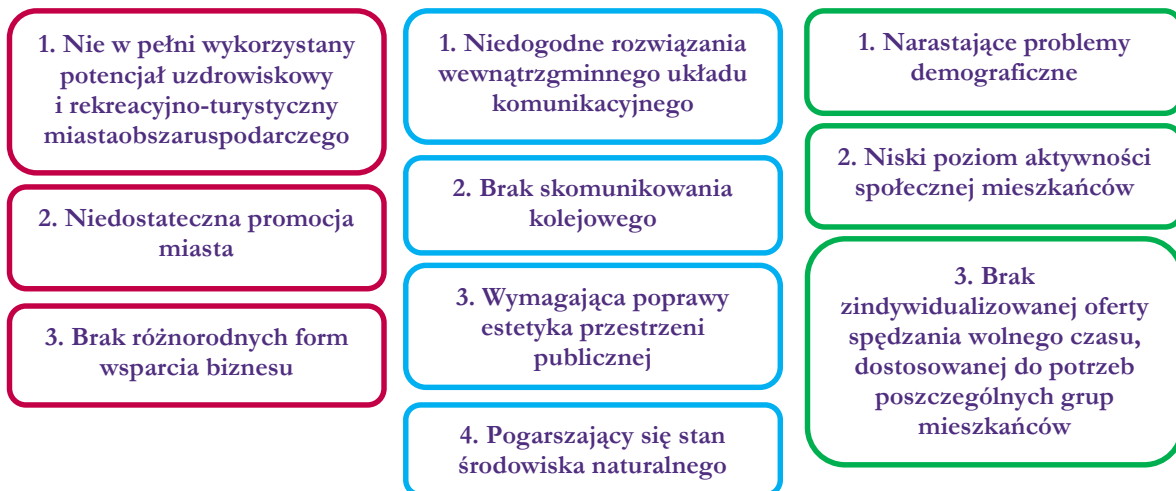 1. Nie w pełni wykorzystany
potencjał uzdrowiskowy
i rekreacyjno-turystyczny
miastaobszaruspodarczego
2. Niedostateczna promocja
miasta
3. Brak różnorodnych form
wsparcia biznesu
1. Niedogodne rozwiązania
wewnątrzgminnego układu
komunikacyjnego
2. Brak skomunikowania
kolejowego
3. Wymagająca poprawy
estetyka przestrzeni
publicznej
4. Pogarszający się stan
środowiska naturalnego
1. Narastające problemy
demograficzne
2. Niski poziom aktywności
społecznej mieszkańców
3. Brak
zindywidualizowanej oferty
spędzania wolnego czasu,
dostosowanej do potrzeb
poszczególnych grup
mieszkańców